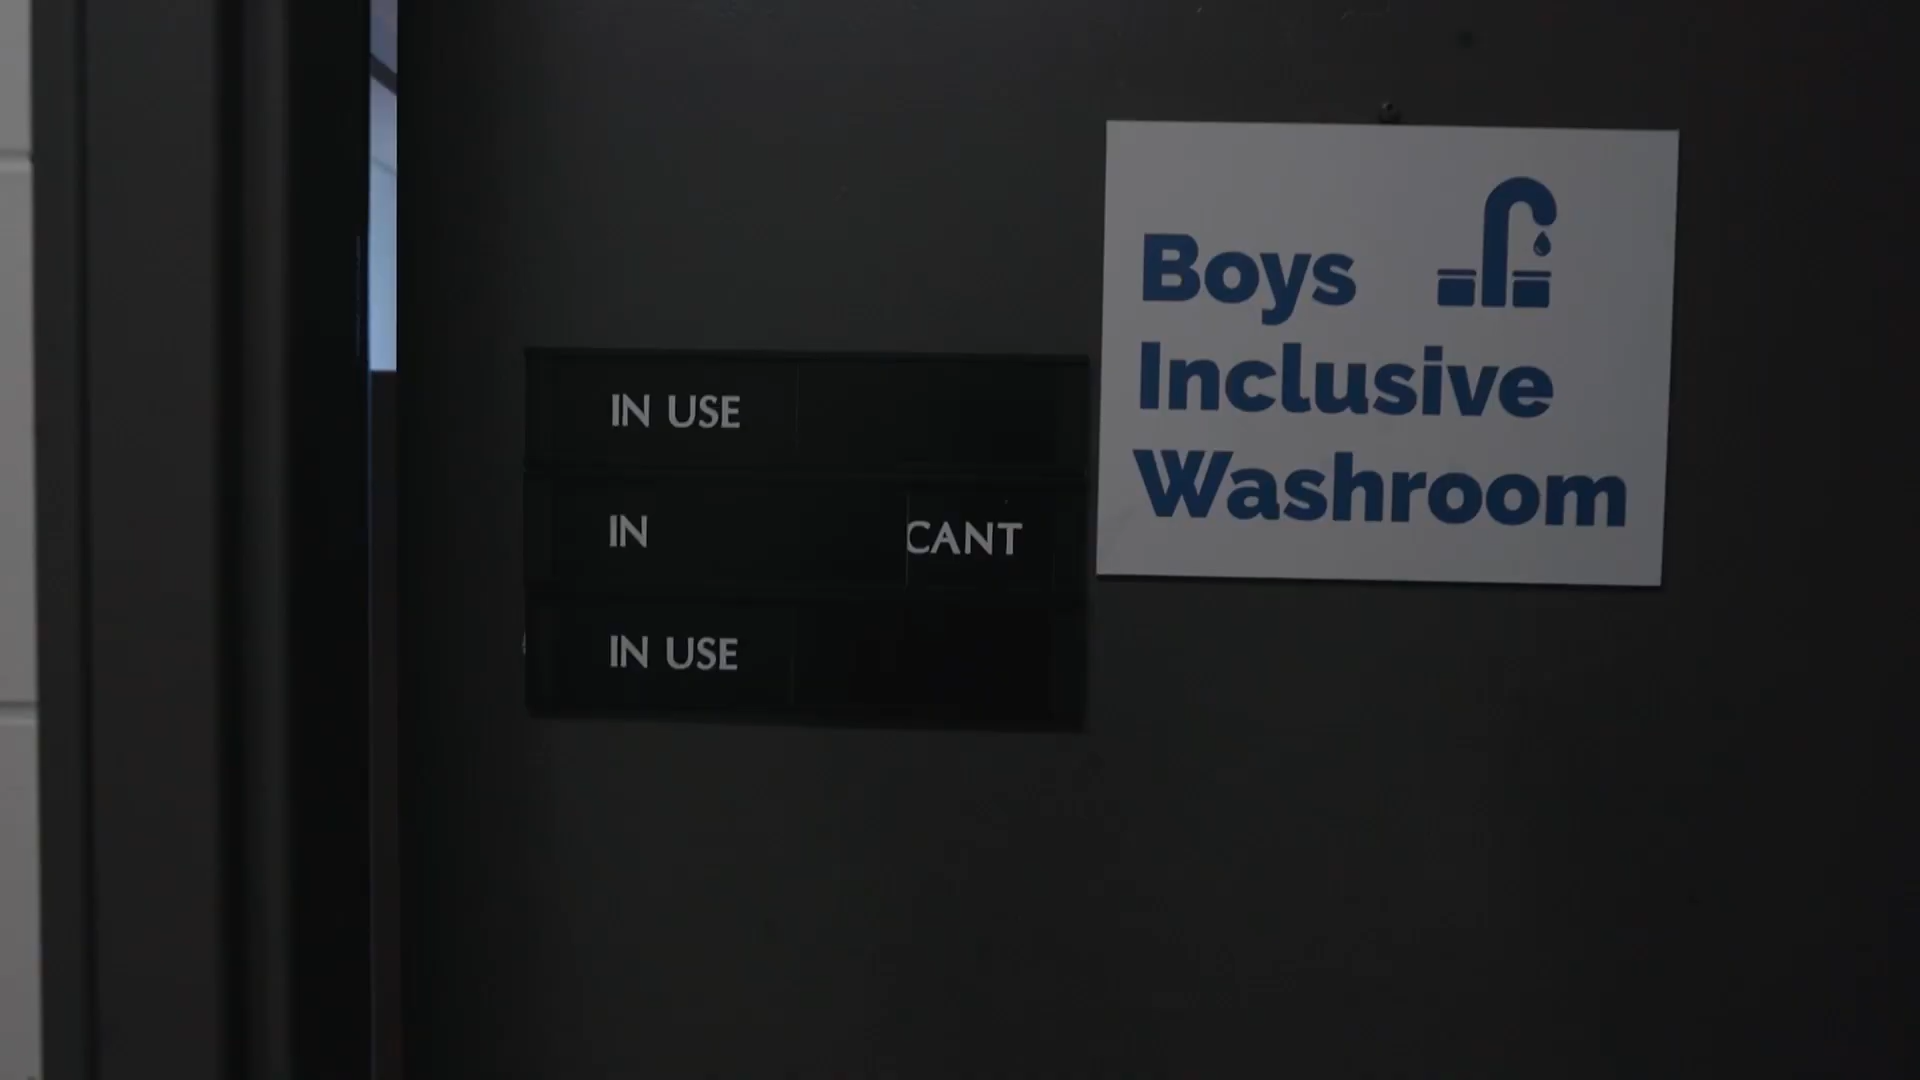 IN USE
IN CANT
IN USE
Boys
Inclusive
Washroom